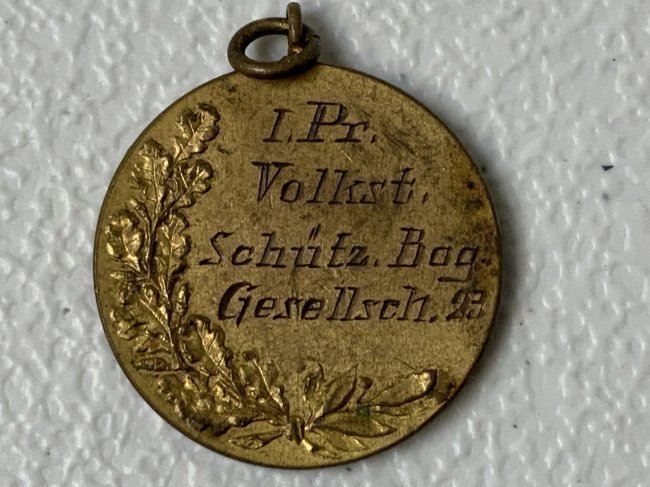 I. Pr.
Volkst.
Schütz. Bog.
Gesellsch. 23